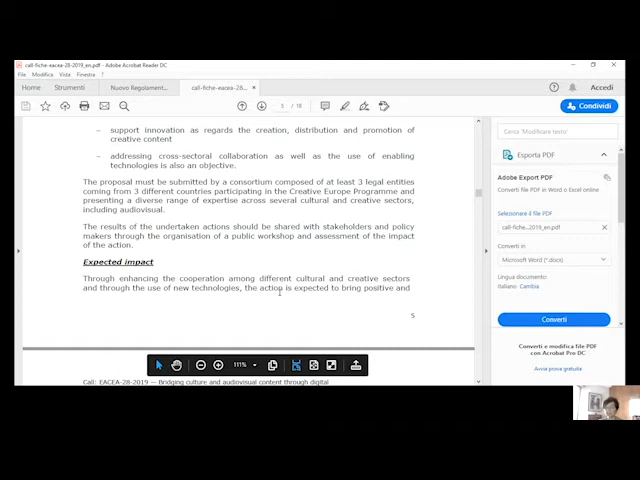 call-fiche-eacea-28-2019_en.pdf - Adobe Acrobat Reader DC
File Modifica Vista Finestra ?
Home Strumenti Nuovo Regolament... call-fiche-eacea-28-... × Accedi
5 / 18 Condividi
– support innovation as regards the creation, distribution and promotion of
creative content
– addressing cross-sectoral collaboration as well as the use of enabling
technologies is also an objective.
The proposal must be submitted by a consortium composed of at least 3 legal entities
coming from 3 different countries participating in the Creative Europe Programme and
presenting a diverse range of expertise across several cultural and creative sectors,
including audiovisual.
The results of the undertaken actions should be shared with stakeholders and policy
makers through the organisation of a public workshop and assessment of the impact
of the action.
Expected impact
Through enhancing the cooperation among different cultural and creative sectors
and through the use of new technologies, the action is expected to bring positive and
5
111%
Call: EACEA-28-2019 — Bridging culture and audiovisual content through digital
Cerca 'Modificare testo'
Esporta PDF
Adobe Export PDF
Converti file PDF in Word o Excel online
Selezionare il file PDF
call-fiche...2019_en.pdf ×
Converti in
Microsoft Word (*.docx)
Lingua documento:
Italiano Cambia
Converti
Converti e modifica file PDF
con Acrobat Pro DC
Avvia prova gratuita